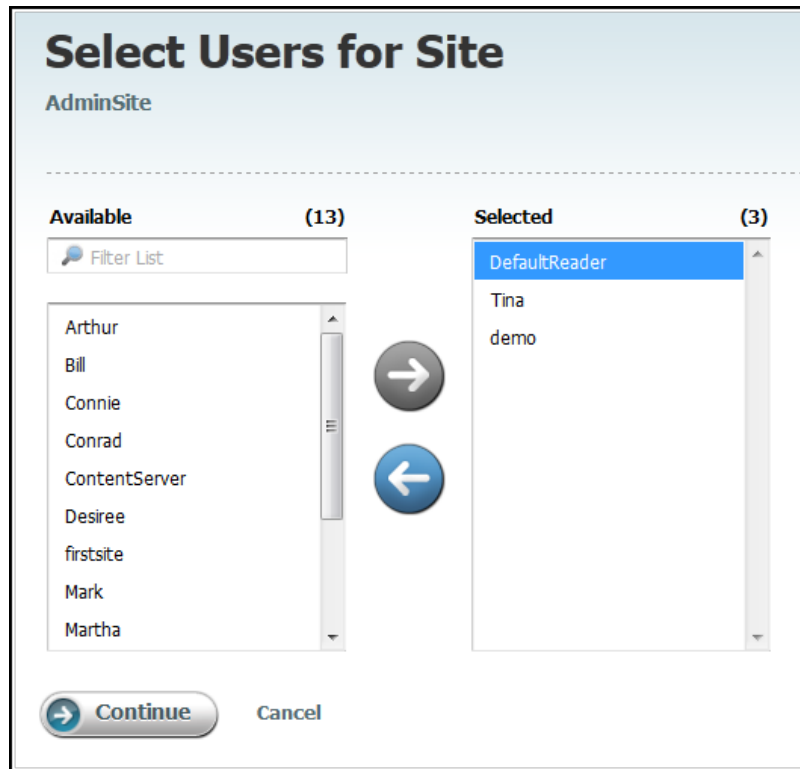 Select Users for Site
AdminSite
Available (13)
Filter List
Arthur
Bill
Connie
Conrad
ContentServer
Desiree
firstsite
Mark
Martha
Selected (3)
DefaultReader
Tina
demo
Continue Cancel